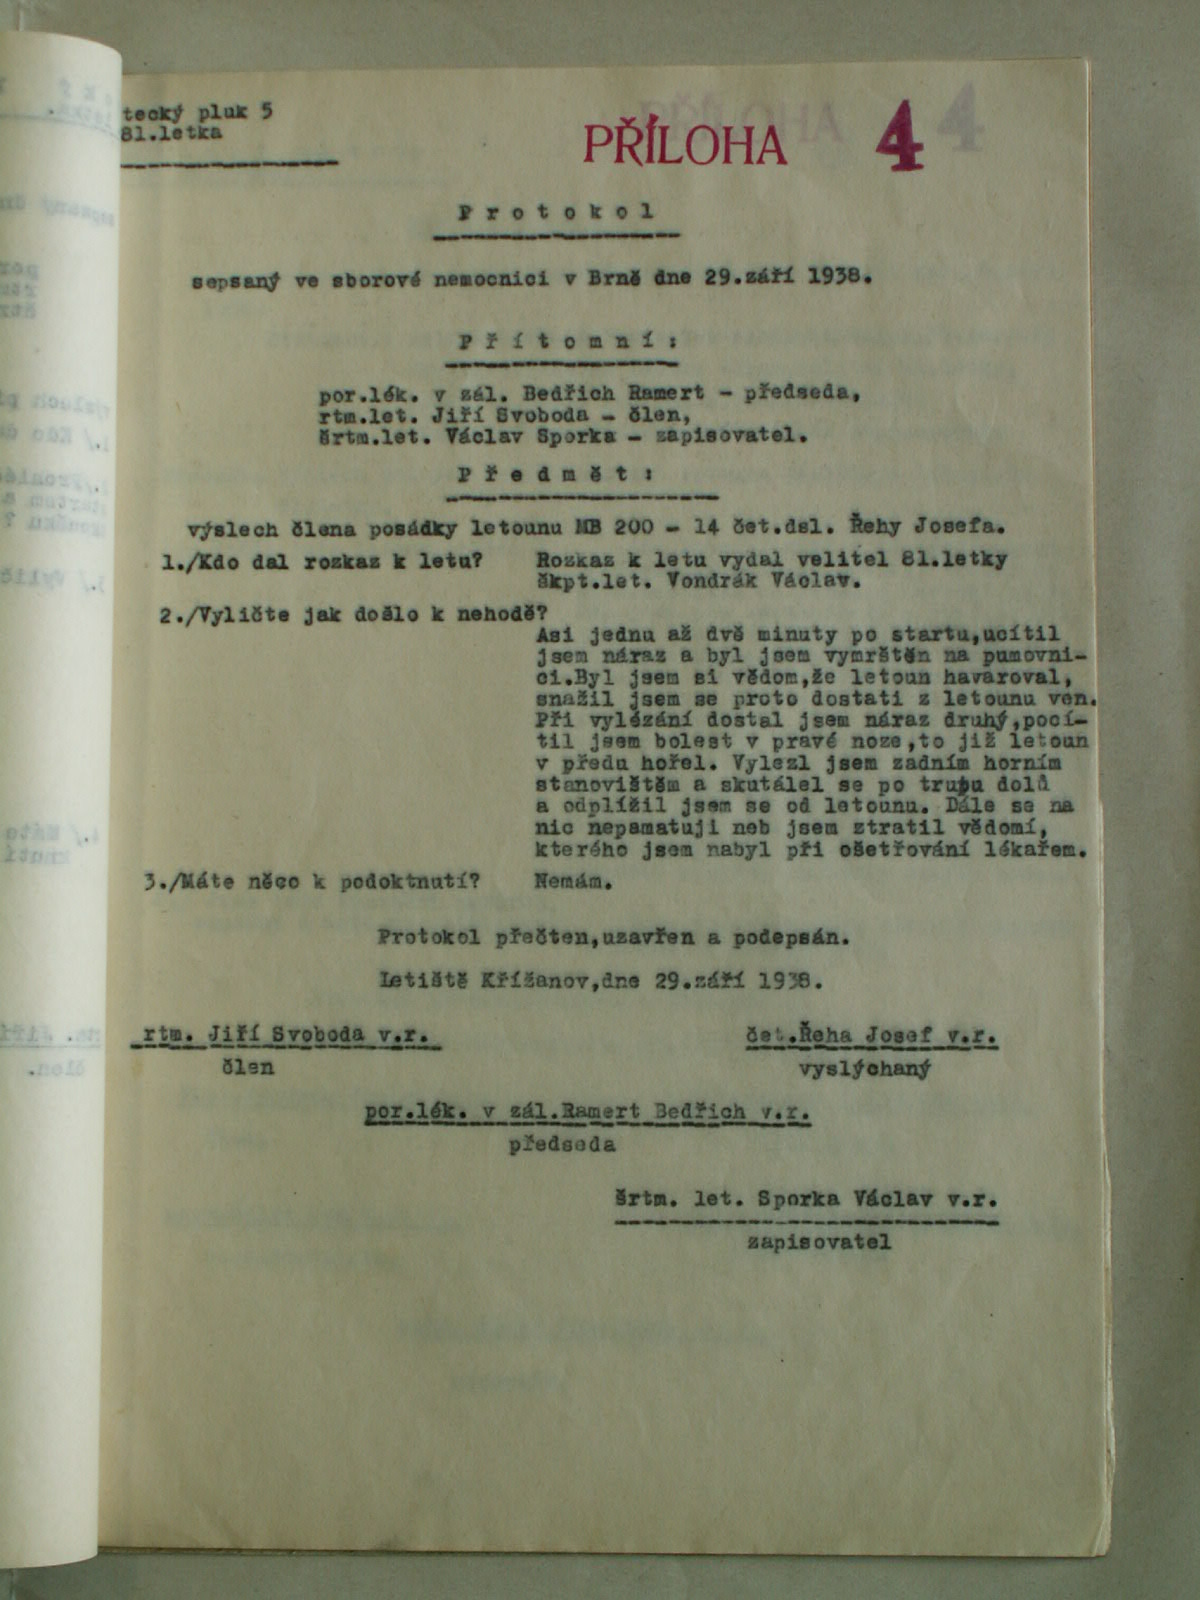 tecký pluk 5
81.letka
PŘÍLOHA 4
Protokol
sepsaný ve sborové nemocnici v Brně dne 29.září 1938.
Přítomní:
por.lék. v zál. Bedřich Ramert - předseda,
rtm.let. Jiří Svoboda - člen,
šrtm.let. Václav Sporka - zapisovatel.
Předmět:
výslech člena posádky letounu MB 200 - 14 čet.dsl. Řehy Josefa.
1./Kdo dal rozkaz k letu? Rozkaz k letu vydal velitel 81.letky
škpt.let. Vondrák Václav.
2./Vyličte jak došlo k nehodě?
Asi jednu až dvě minuty po startu,ucítil
jsem náraz a byl jsem vymrštěn na pumovni-
ci.Byl jsem si vědom,že letoun havaroval,
snažil jsem se proto dostati z letounu ven.
Při vylézání dostal jsem náraz druhý,pocí-
til jsem bolest v pravé noze,to již letoun
v předu hořel. Vylezl jsem zadním horním
stanovištěm a skutálel se po trupu dolů
a odplížil jsem se od letounu. Dále se na
nic nepamatuji neb jsem ztratil vědomí,
kterého jsem nabyl při ošetřování lékařem.
3./Máte něco k podoktnutí? Nemám.
Protokol přečten,uzavřen a podepsán.
Letiště Křížanov,dne 29.září 1938.
rtm. Jiří Svoboda v.r. čet.Řeha Josef v.r.
člen vyslýchaný
por.lék. v zál.Ramert Bedřich v.r.
předseda
šrtm. let. Sporka Václav v.r.
zapisovatel